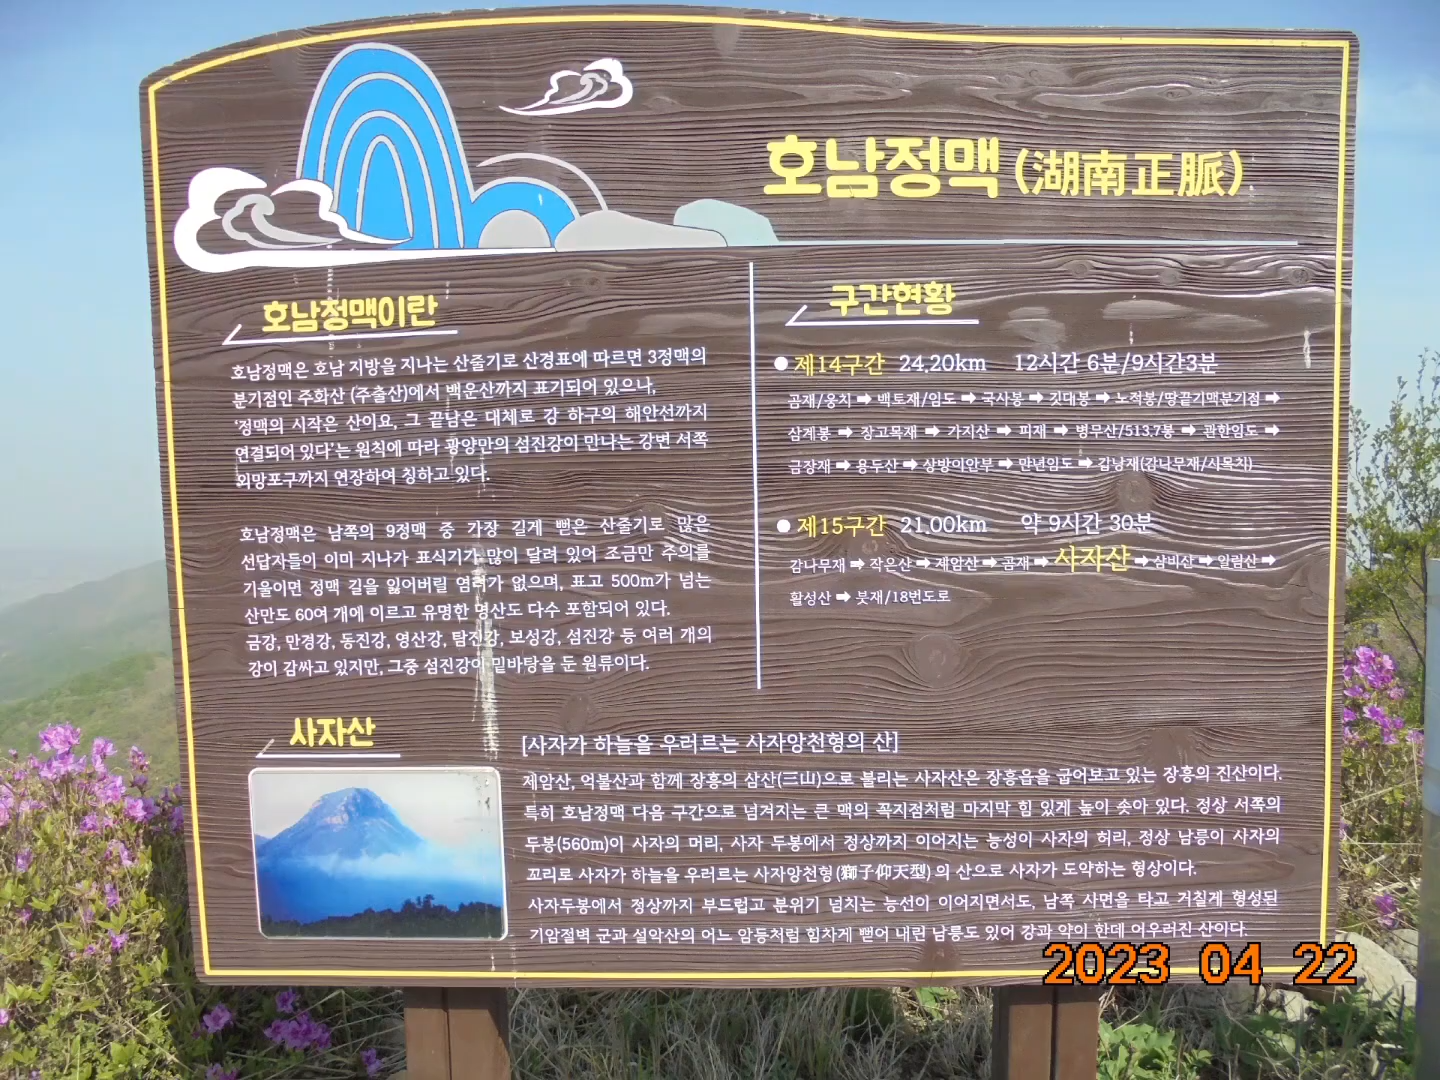 호남정맥 (湖南正脈)
호남정맥이란
호남정맥은 호남 지방을 지나는 산줄기로 산경표에 따르면 3정맥의
분기점인 주화산 (주출산)에서 백운산까지 표기되어 있으나,
'정맥의 시작은 산이요, 그 끝남은 대체로 강 하구의 해안선까지
연결되어 있다'는 원칙에 따라 광양만의 섬진강이 만나는 강변 서쪽
외망포구까지 연장하여 칭하고 있다.
호남정맥은 남쪽의 9정맥 중 가장 길게 뻗은 산줄기로 많은
선답자들이 이미 지나가 표식기가 많이 달려 있어 조금만 주의를
기울이면 정맥 길을 잃어버릴 염려가 없으며, 표고 500m가 넘는
산만도 60여 개에 이르고 유명한 명산도 다수 포함되어 있다.
금강, 만경강, 동진강, 영산강, 탐진강, 보성강, 섬진강 등 여러 개의
강이 감싸고 있지만, 그중 섬진강이 밑바탕을 둔 원류이다.
구간현황
● 제14구간 24.20km 12시간 6분/9시간3분
곰재/웅치 ➡ 백토재/임도 ➡ 국사봉 ➡ 깃대봉 ➡ 노적봉/땅끝기맥분기점 ➡
삼계봉 ➡ 장고목재 ➡ 가지산 ➡ 피재 ➡ 병무산/513.7봉 ➡ 관한임도 ➡
금장재 ➡ 용두산 ➡ 상방이안부 ➡ 만년임도 ➡ 감낭재(감나무재/시목치)
● 제15구간 21.00km 약 9시간 30분
감나무재 ➡ 작은산 ➡ 제암산 ➡ 곰재 ➡ 사자산 ➡ 삼비산 ➡ 일림산 ➡
활성산 ➡ 봇재/18번도로
사자산
[사자가 하늘을 우러르는 사자앙천형의 산]
제암산, 억불산과 함께 장흥의 삼산(三山)으로 불리는 사자산은 장흥읍을 굽어보고 있는 장흥의 진산이다.
특히 호남정맥 다음 구간으로 넘겨지는 큰 맥의 꼭지점처럼 마지막 힘 있게 높이 솟아 있다. 정상 서쪽의
두봉(560m)이 사자의 머리, 사자 두봉에서 정상까지 이어지는 능성이 사자의 허리, 정상 남릉이 사자의
꼬리로 사자가 하늘을 우러르는 사자앙천형(獅子仰天型) 의 산으로 사자가 도약하는 형상이다.
사자두봉에서 정상까지 부드럽고 분위기 넘치는 능선이 이어지면서도, 남쪽 사면을 타고 거칠게 형성된
기암절벽 군과 설악산의 어느 암등처럼 힘차게 뻗어 내린 남릉도 있어 강과 약이 한데 어우러진 산이다.
2023 04 22